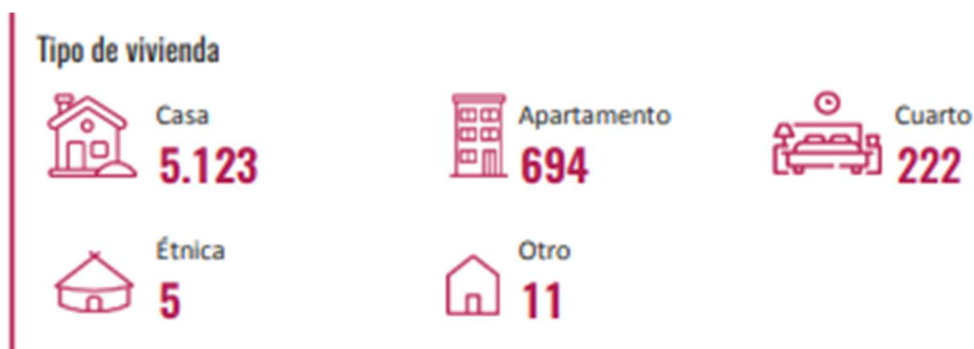 Tipo de vivienda
Casa
5.123
Apartamento
694
Cuarto
222
Étnica
5
Otro
11